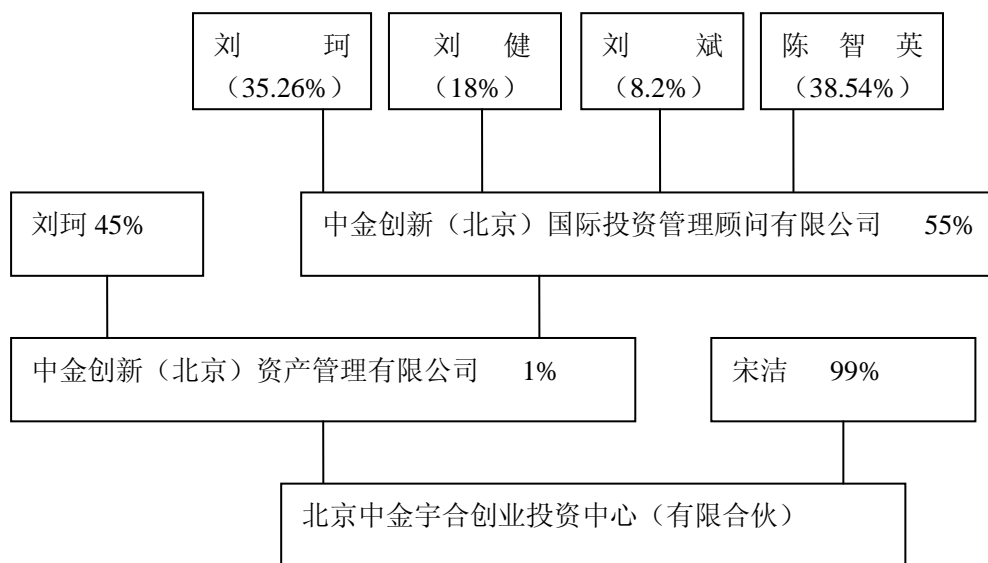 刘 珂
（35.26%）
刘 健
（18%）
刘 斌
（8.2%）
陈 智 英
（38.54%）
刘珂 45%
中金创新（北京）国际投资管理顾问有限公司 55%
中金创新（北京）资产管理有限公司 1%
宋洁 99%
北京中金宇合创业投资中心（有限合伙）